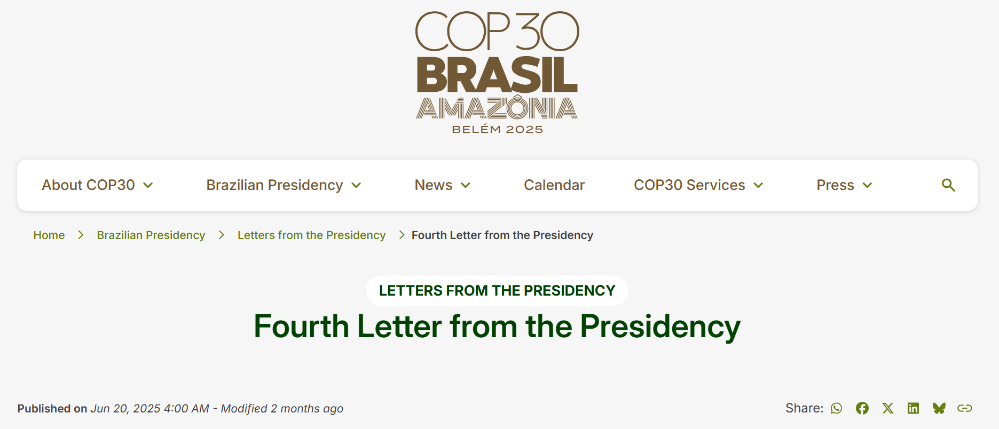 COP30
BRASIL
AMAZÔNIA
BELÉM 2025
About COP30 Brazilian Presidency News Calendar COP30 Services Press
Home Brazilian Presidency Letters from the Presidency Fourth Letter from the Presidency
LETTERS FROM THE PRESIDENCY
Fourth Letter from the Presidency
Published on Jun 20, 2025 4:00 AM - Modified 2 months ago Share: